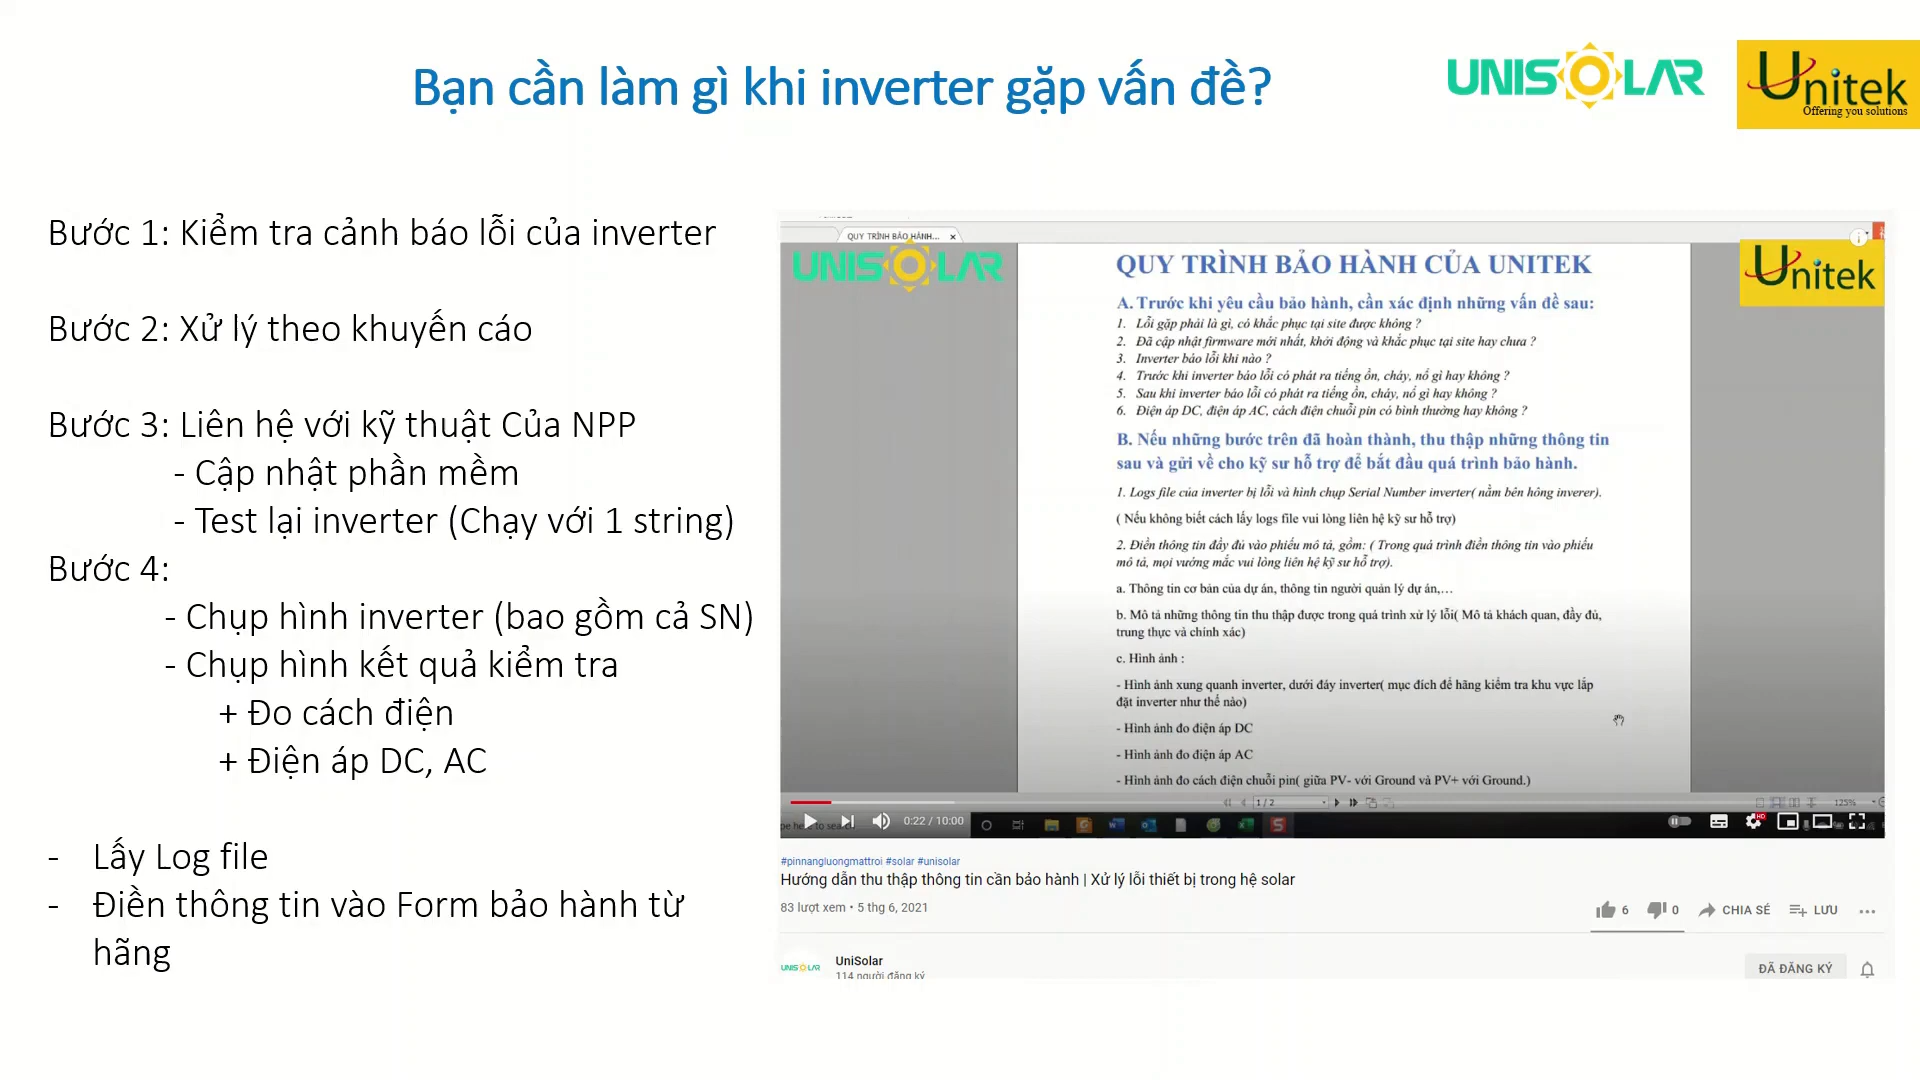 Bạn cần làm gì khi inverter gặp vấn đề?
UNISOLAR
Unitek
Offering you solutions
Bước 1: Kiểm tra cảnh báo lỗi của inverter
Bước 2: Xử lý theo khuyến cáo
Bước 3: Liên hệ với kỹ thuật Của NPP
- Cập nhật phần mềm
- Test lại inverter (Chạy với 1 string)
Bước 4:
- Chụp hình inverter (bao gồm cả SN)
- Chụp hình kết quả kiểm tra
+ Đo cách điện
+ Điện áp DC, AC
- Lấy Log file
- Điền thông tin vào Form bảo hành từ
hãng
QUY TRÌNH BẢO HÀNH...
UNISOLAR
Unitek
QUY TRÌNH BẢO HÀNH CỦA UNITEK
A. Trước khi yêu cầu bảo hành, cần xác định những vấn đề sau:
1. Lỗi gặp phải là gì, có khắc phục tại site được không ?
2. Đã cập nhật firmware mới nhất, khởi động và khắc phục tại site hay chưa ?
3. Inverter báo lỗi khi nào ?
4. Trước khi inverter báo lỗi có phát ra tiếng ồn, cháy, nổ gì hay không ?
5. Sau khi inverter báo lỗi có phát ra tiếng ồn, cháy, nổ gì hay không ?
6. Điện áp DC, điện áp AC, cách điện chuỗi pin có bình thường hay không ?
B. Nếu những bước trên đã hoàn thành, thu thập những thông tin
sau và gửi về cho kỹ sư hỗ trợ để bắt đầu quá trình bảo hành.
1. Logs file của inverter bị lỗi và hình chụp Serial Number inverter( nằm bên hông inverer).
( Nếu không biết cách lấy logs file vui lòng liên hệ kỹ sư hỗ trợ)
2. Điền thông tin đầy đủ vào phiếu mô tả, gồm: ( Trong quá trình điền thông tin vào phiếu
mô tả, mọi vướng mắc vui lòng liên hệ kỹ sư hỗ trợ).
a. Thông tin cơ bản của dự án, thông tin người quản lý dự án,…
b. Mô tả những thông tin thu thập được trong quá trình xử lý lỗi( Mô tả khách quan, đầy đủ,
trung thực và chính xác)
c. Hình ảnh :
- Hình ảnh xung quanh inverter, dưới đáy inverter( mục đích để hãng kiểm tra khu vực lắp
đặt inverter như thế nào)
- Hình ảnh đo điện áp DC
- Hình ảnh đo điện áp AC
- Hình ảnh đo cách điện chuỗi pin( giữa PV- với Ground và PV+ với Ground.)
1 / 2
125%
0:22 / 10:00
#pinnangluongmattroi #solar #unisolar
Hướng dẫn thu thập thông tin cần bảo hành | Xử lý lỗi thiết bị trong hệ solar
83 lượt xem • 5 thg 6, 2021
6 0 CHIA SẺ LƯU
UNISOLAR
UniSolar
114 người đăng ký
ĐÃ ĐĂNG KÝ